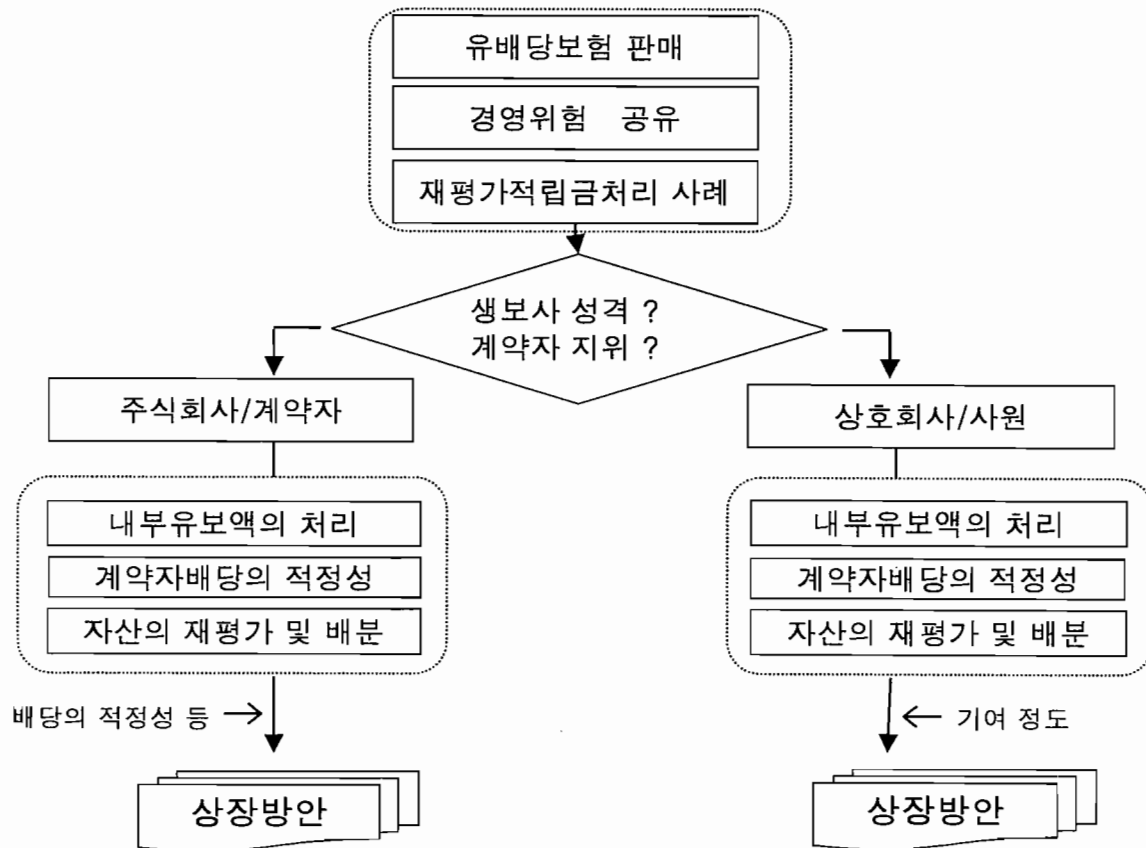 유배당보험 판매
경영위험 공유
재평가적립금처리 사례
생보사 성격 ?
계약자 지위 ?
주식회사/계약자
상호회사/사원
내부유보액의 처리
계약자배당의 적정성
자산의 재평가 및 배분
내부유보액의 처리
계약자배당의 적정성
자산의 재평가 및 배분
배당의 적정성 등
기여 정도
상장방안
상장방안